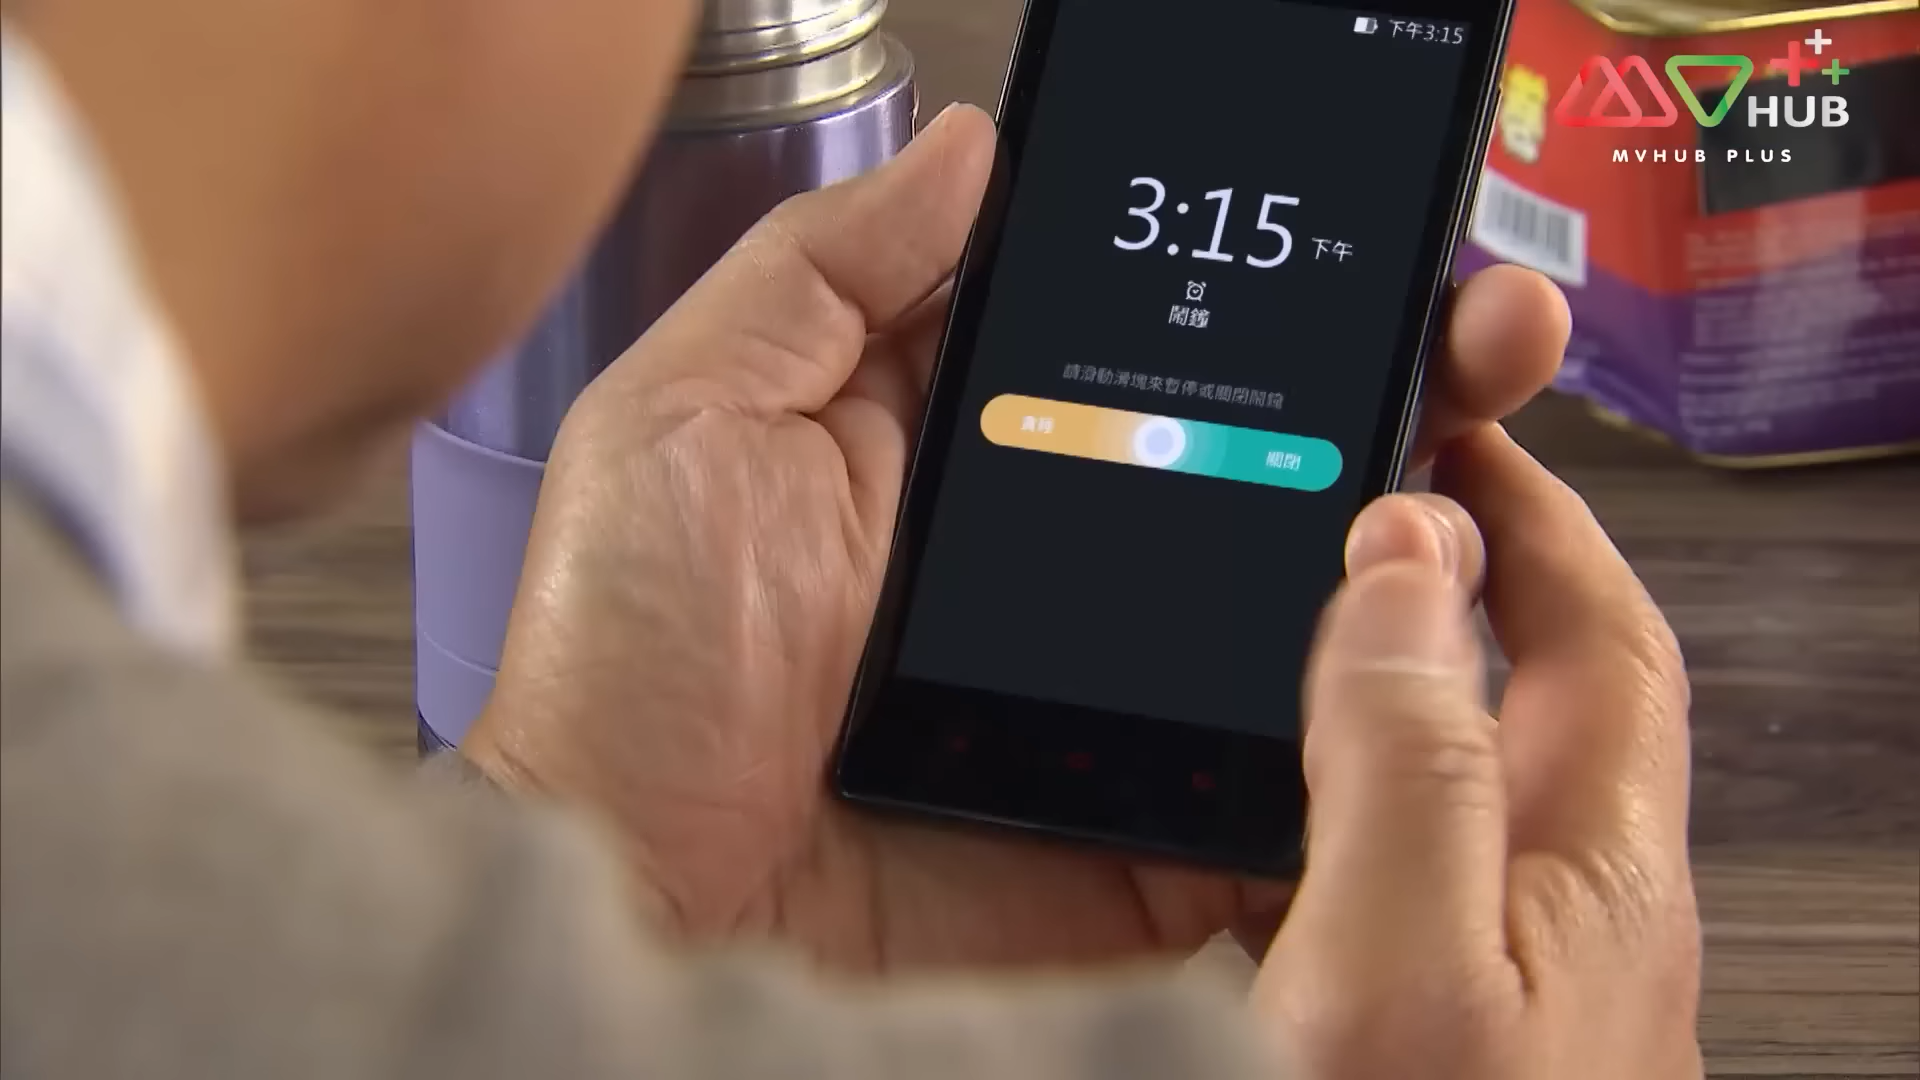 下午3:15
3:15 下午
鬧鐘
請滑動滑塊來暫停或關閉鬧鐘
貪睡
關閉
HUB
MVHUB PLUS